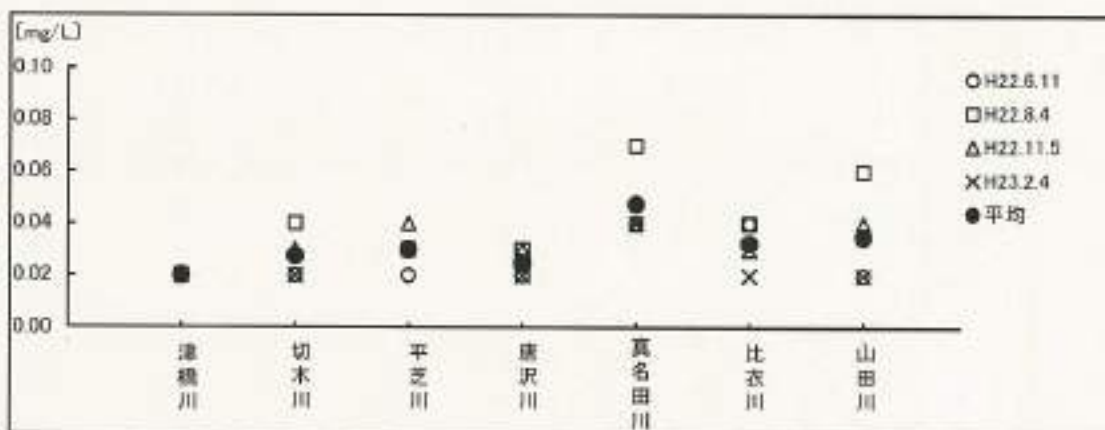 [mg/L]
0.10
0.08
0.06
0.04
0.02
0.00
津橋川
切木川
平芝川
唐沢川
真名田川
比衣川
山田川
H22.6.11
H22.8.4
H22.11.5
H23.2.4
平均